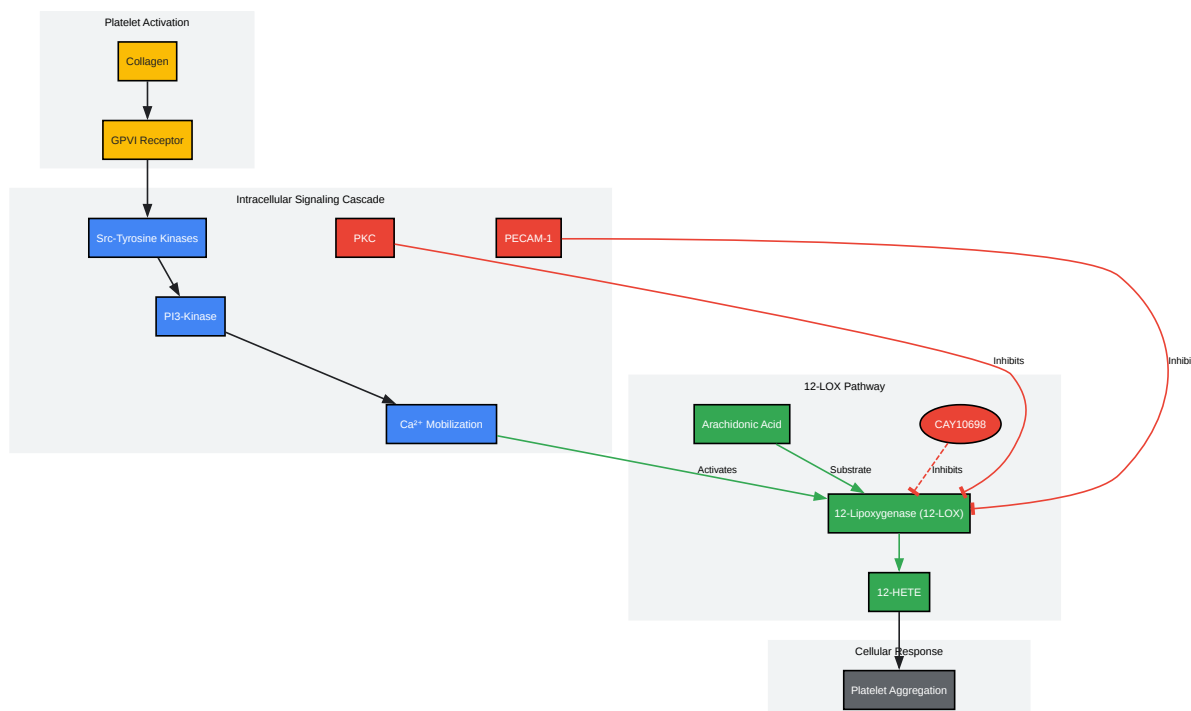 Platelet Activation
Collagen
GPVI Receptor
Intracellular Signaling Cascade
Src-Tyrosine Kinases
PKC
PECAM-1
PI3-Kinase
Inhibits
Inhibi
12-LOX Pathway
Ca²⁺ Mobilization
Arachidonic Acid
CAY10698
Activates
Substrate
Inhibits
12-Lipoxygenase (12-LOX)
12-HETE
Cellular Response
Platelet Aggregation